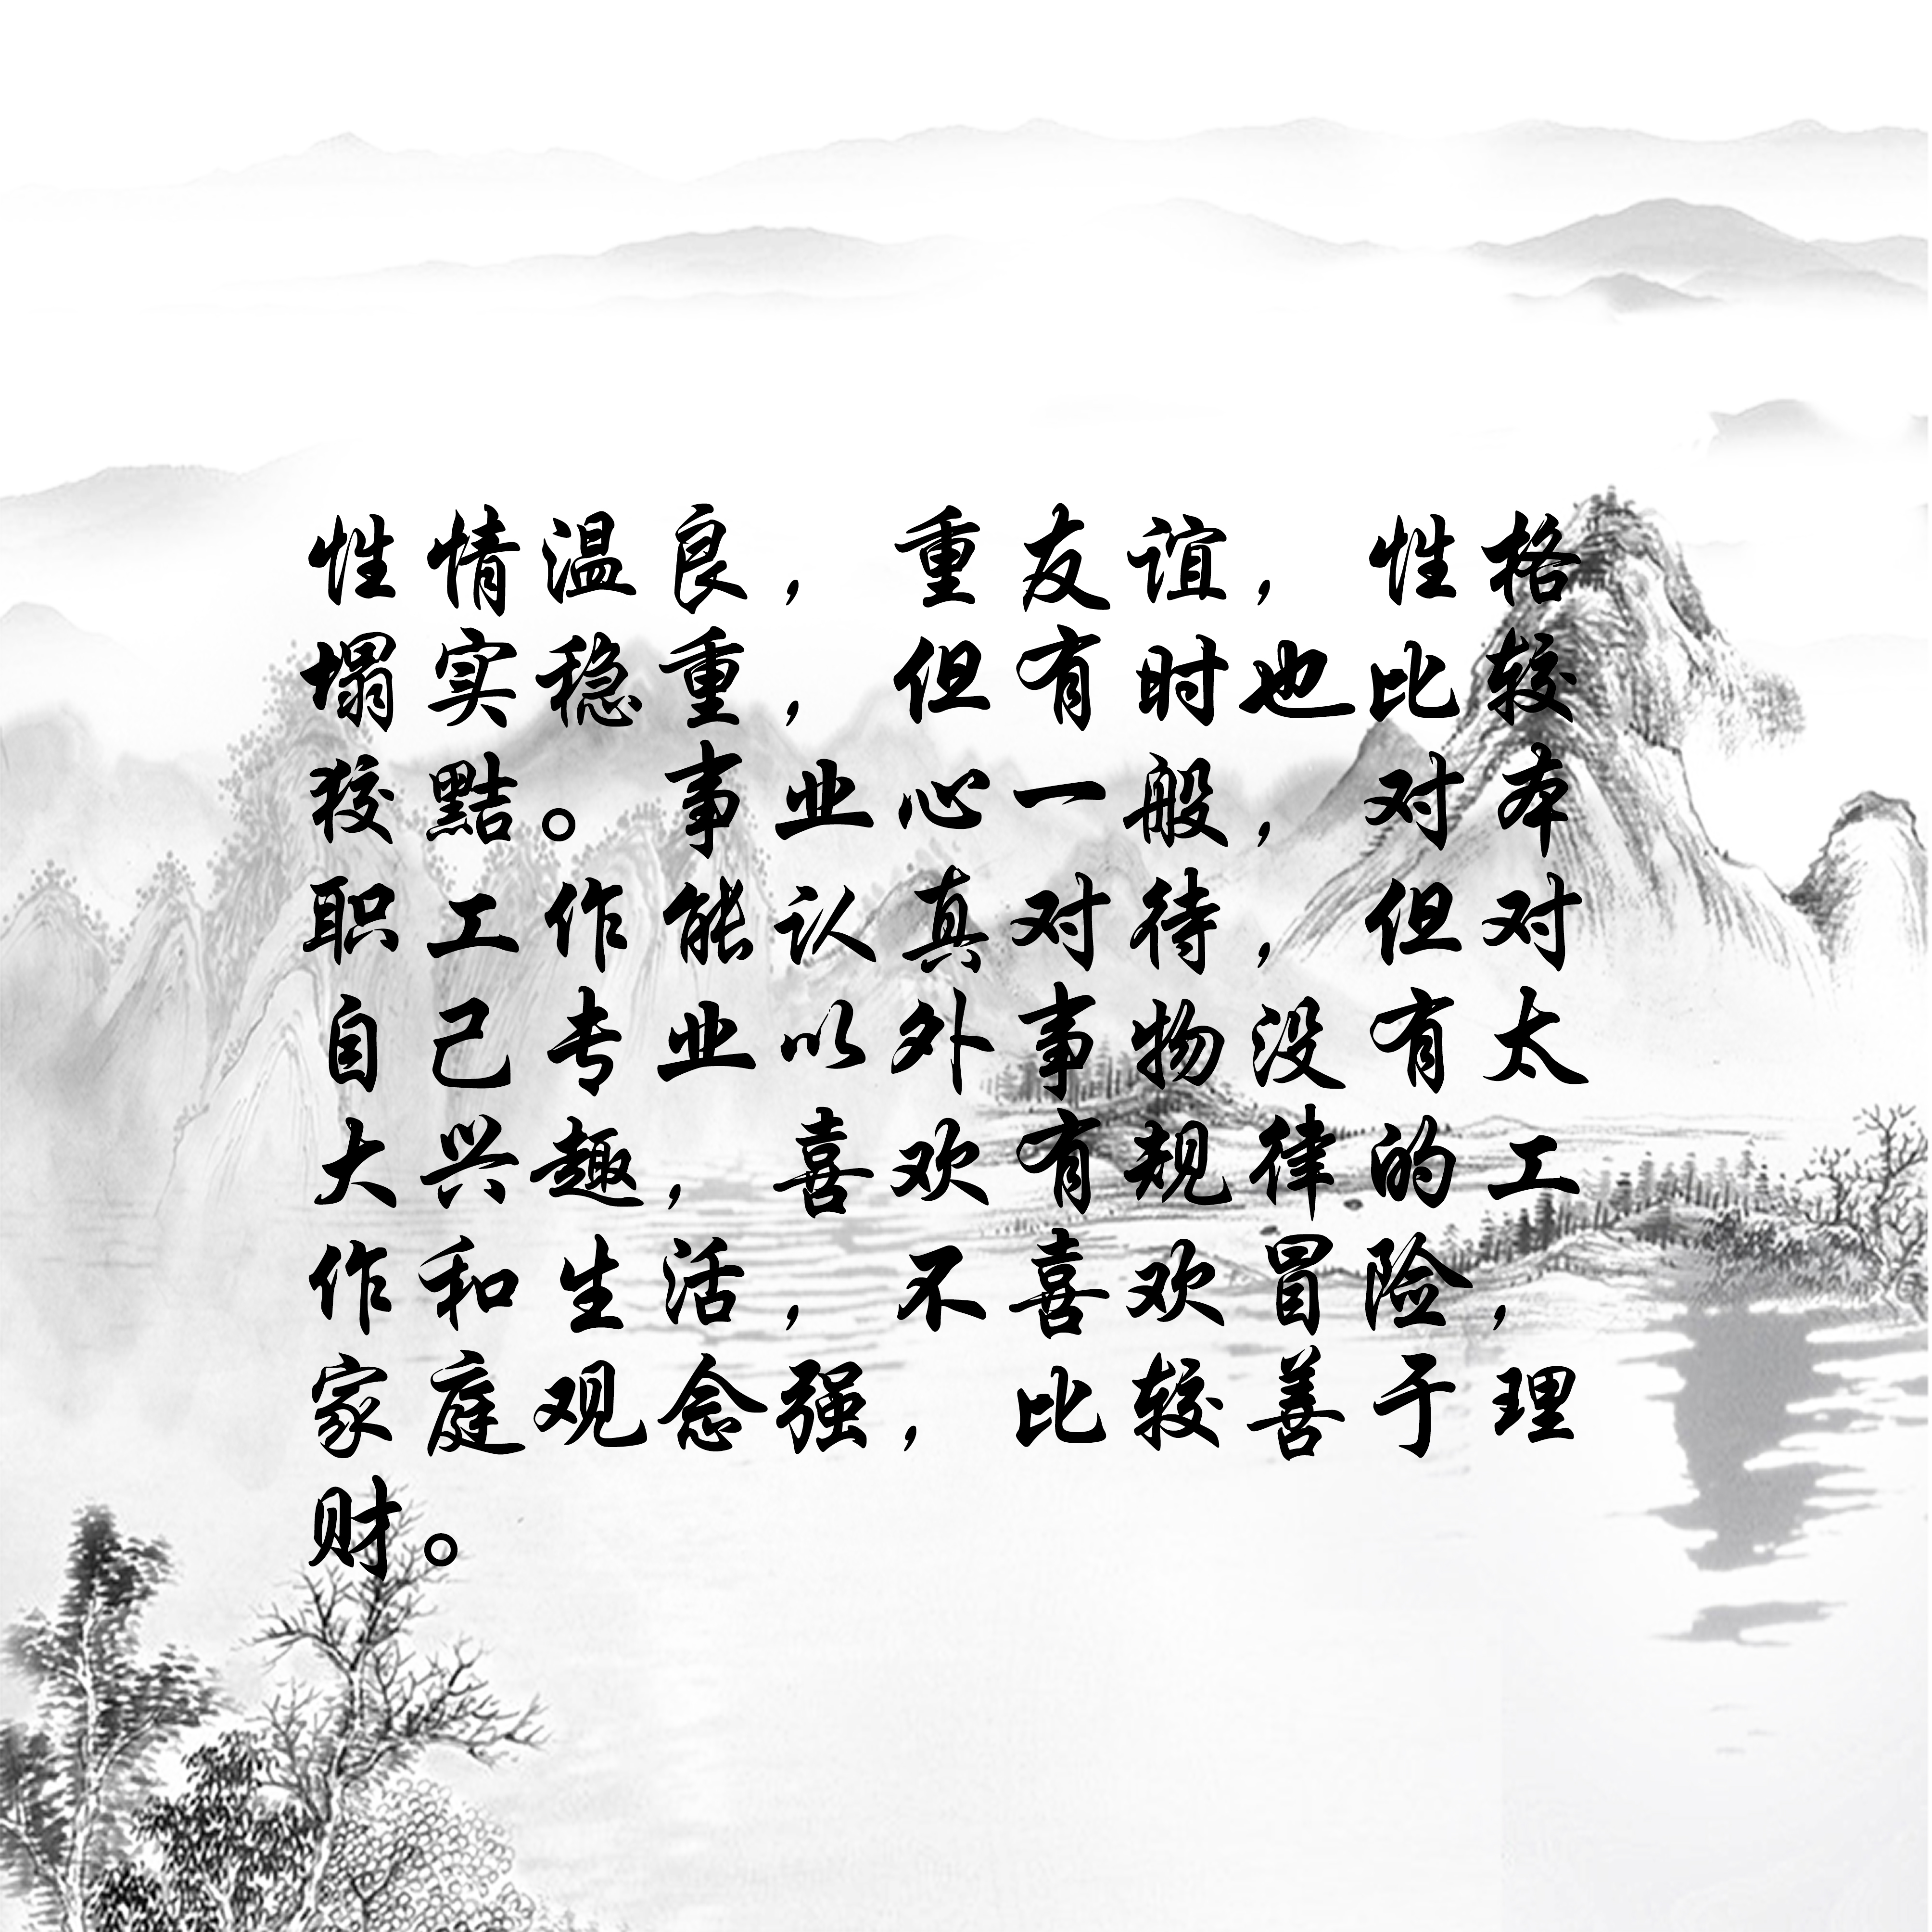 性情温良，重友谊，性格
塌实稳重，但有时也比较
狡黠。事业心一般，对本
职工作能认真对待，但对
自己专业以外事物没有太
大兴趣，喜欢有规律的工
作和生活，不喜欢冒险，
家庭观念强，比较善于理
财。